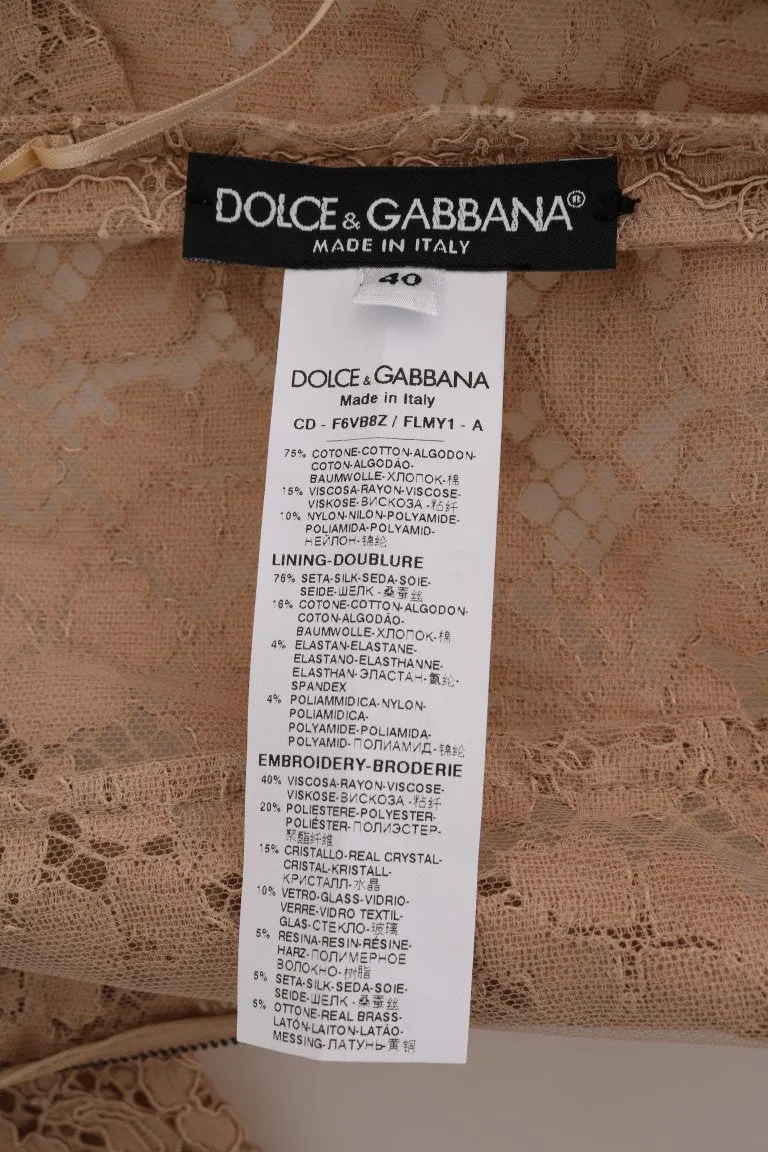 DOLCE & GABBANA®
MADE IN ITALY
40
DOLCE & GABBANA
Made in Italy
CD - F6VB8Z / FLMY1 - A
75% COTONE-COTTON-ALGODON-
COTON-ALGODÃO-
BAUMWOLLE-ХЛОПОК-棉
15% VISCOSA-RAYON-VISCOSE-
VISKOSE-ВИСКОЗА-粘纤
10% NYLON-NILON-POLYAMIDE-
POLIAMIDA-POLYAMID-
НЕЙЛОН-锦纶
LINING-DOUBLURE
76% SETA-SILK-SEDA-SOIE-
SEIDE-ШЕЛК-桑蚕丝
16% COTONE-COTTON-ALGODON-
COTON-ALGODÃO-
BAUMWOLLE-ХЛОПОК-棉
4% ELASTAN-ELASTANE-
ELASTANO-ELASTHANNE-
ELASTHAN-ЭЛАСТАН-氨纶-
SPANDEX
4% POLIAMMIDICA-NYLON-
POLIAMIDICA-
POLYAMIDE-POLIAMIDA-
POLYAMID-ПОЛИАМИД-锦纶
EMBROIDERY-BRODERIE
40% VISCOSA-RAYON-VISCOSE-
VISKOSE-ВИСКОЗА-粘纤
20% POLIESTERE-POLYESTER-
POLIÉSTER-ПОЛИЭСТЕР-
聚酯纤维
15% CRISTALLO-REAL CRYSTAL-
CRISTAL-KRISTALL-
КРИСТАЛЛ-水晶
10% VETRO-GLASS-VIDRIO-
VERRE-VIDRO TEXTIL-
GLAS-СТЕКЛО-玻璃
5% RESINA-RESIN-RÉSINE-
HARZ-ПОЛИМЕРНОЕ
ВОЛОКНО-树脂
5% SETA-SILK-SEDA-SOIE-
SEIDE-ШЕЛК-桑蚕丝
5% OTTONE-REAL BRASS-
LATÓN-LAITON-LATÃO-
MESSING-ЛАТУНЬ-黄铜